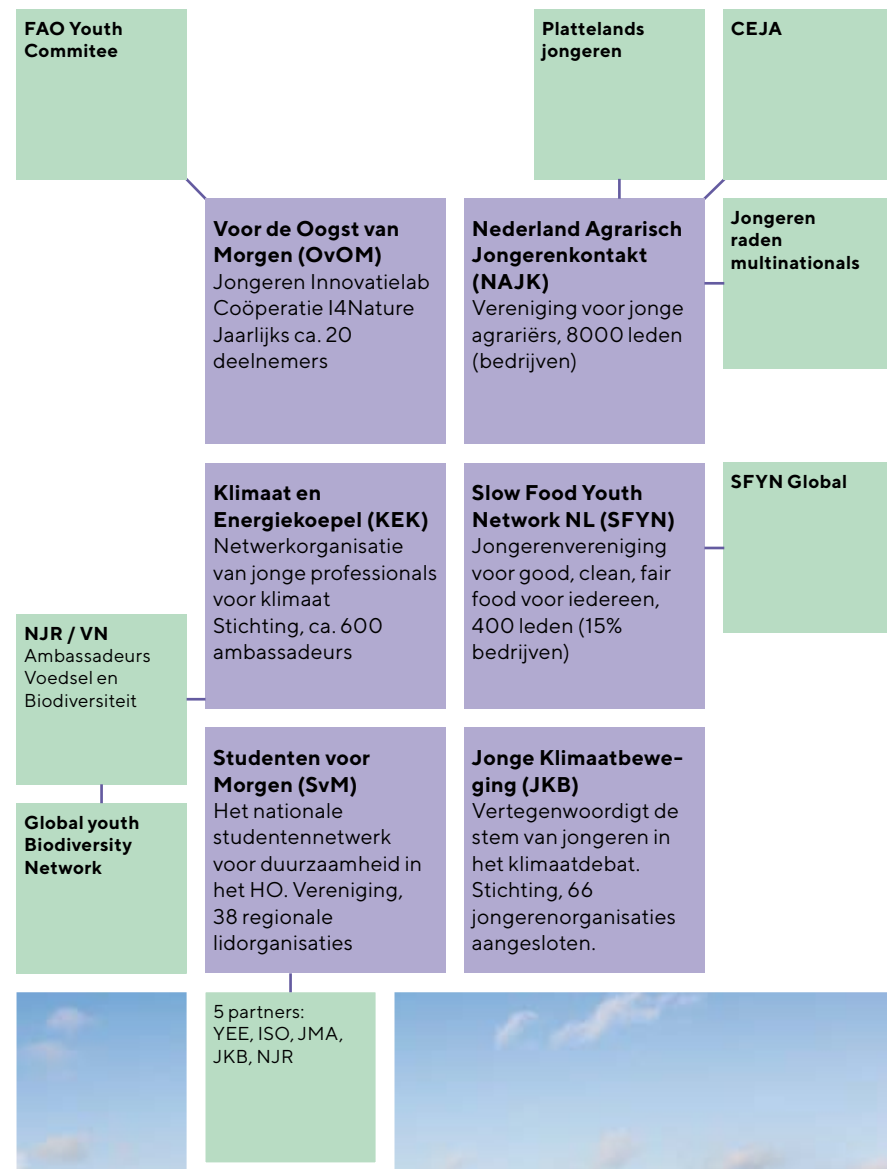 FAO Youth
Commitee
Plattelands
jongeren
CEJA
Voor de Oogst van
Morgen (OvOM)
Jongeren Innovatielab
Coöperatie I4Nature
Jaarlijks ca. 20
deelnemers
Nederland Agrarisch
Jongerenkontakt
(NAJK)
Vereniging voor jonge
agrariërs, 8000 leden
(bedrijven)
Jongeren
raden
multinationals
Klimaat en
Energiekoepel (KEK)
Netwerkorganisatie
van jonge professionals
voor klimaat
Stichting, ca. 600
ambassadeurs
Slow Food Youth
Network NL (SFYN)
Jongerenvereniging
voor good, clean, fair
food voor iedereen,
400 leden (15%
bedrijven)
SFYN Global
NJR / VN
Ambassadeurs
Voedsel en
Biodiversiteit
Global youth
Biodiversity
Network
Studenten voor
Morgen (SvM)
Het nationale
studentennetwerk
voor duurzaamheid in
het HO. Vereniging,
38 regionale
lidorganisaties
Jonge Klimaatbewe-
ging (JKB)
Vertegenwoordigt de
stem van jongeren in
het klimaatdebat.
Stichting, 66
jongerenorganisaties
aangesloten.
5 partners:
YEE, ISO, JMA,
JKB, NJR